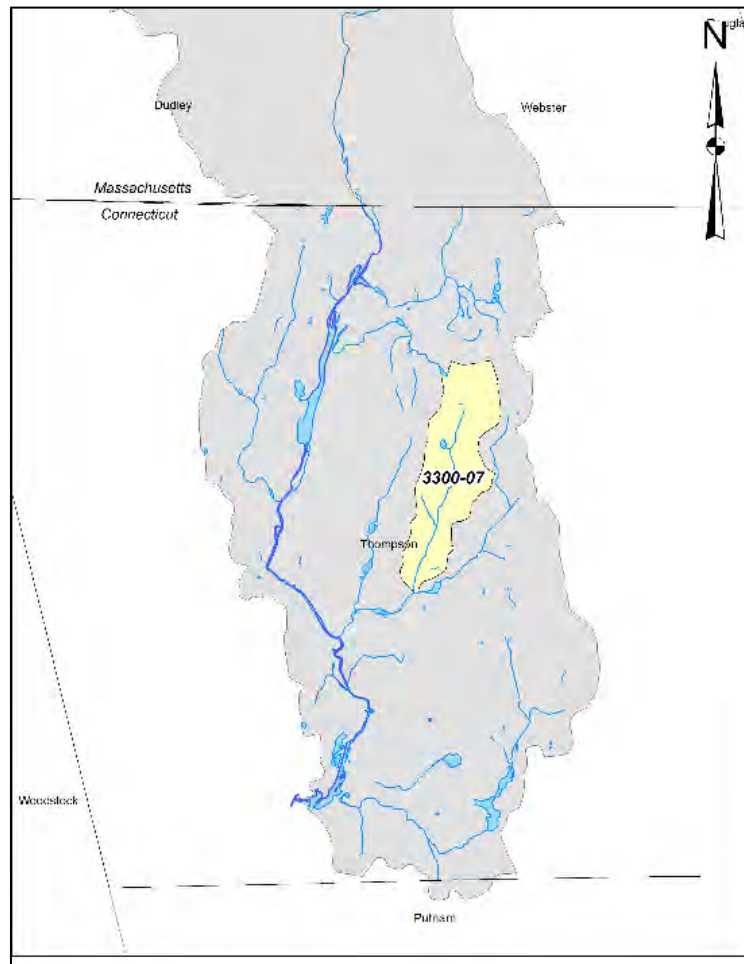 N
Dudley
Webster
Massachusetts
Connecticut
3300-07
Thompson
Woodstock
Putnam